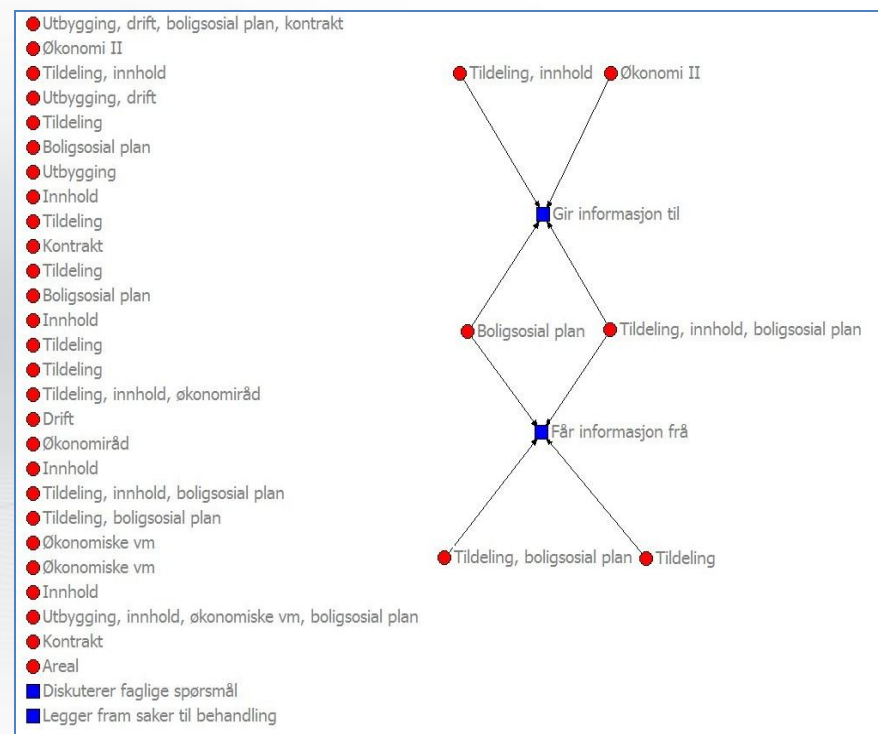 Utbygging, drift, boligsosial plan, kontrakt
Økonomi II
Tildeling, innhold
Utbygging, drift
Tildeling
Boligsosial plan
Utbygging
Innhold
Tildeling
Kontrakt
Tildeling
Boligsosial plan
Innhold
Tildeling
Tildeling
Tildeling, innhold, økonomiråd
Drift
Økonomiråd
Innhold
Tildeling, innhold, boligsosial plan
Tildeling, boligsosial plan
Økonomiske vm
Økonomiske vm
Innhold
Utbygging, innhold, økonomiske vm, boligsosial plan
Kontrakt
Areal
Diskuterer faglige spørsmål
Legger fram saker til behandling
Tildeling, innhold
Økonomi II
Gir informasjon til
Boligsosial plan
Tildeling, innhold, boligsosial plan
Får informasjon frå
Tildeling, boligsosial plan
Tildeling